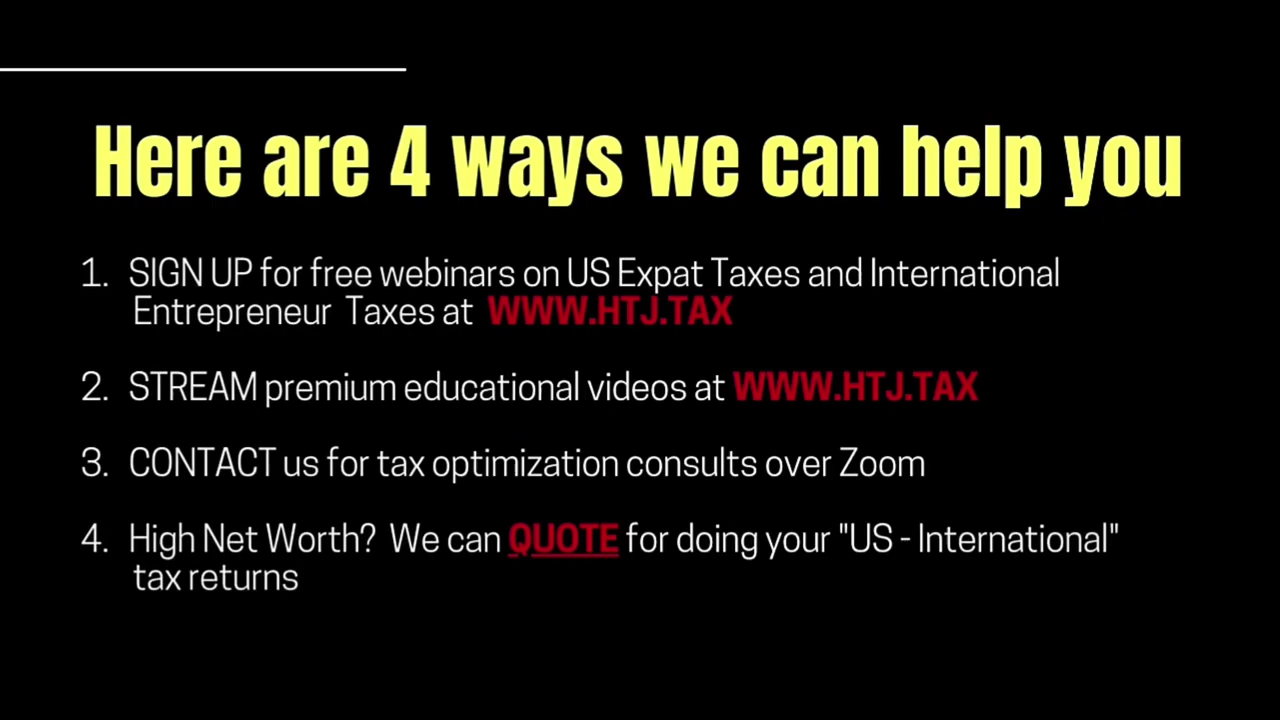 Here are 4 ways we can help you
1. SIGN UP for free webinars on US Expat Taxes and International
Entrepreneur Taxes at WWW.HTJ.TAX
2. STREAM premium educational videos at WWW.HTJ.TAX
3. CONTACT us for tax optimization consults over Zoom
4. High Net Worth? We can QUOTE for doing your "US - International"
tax returns